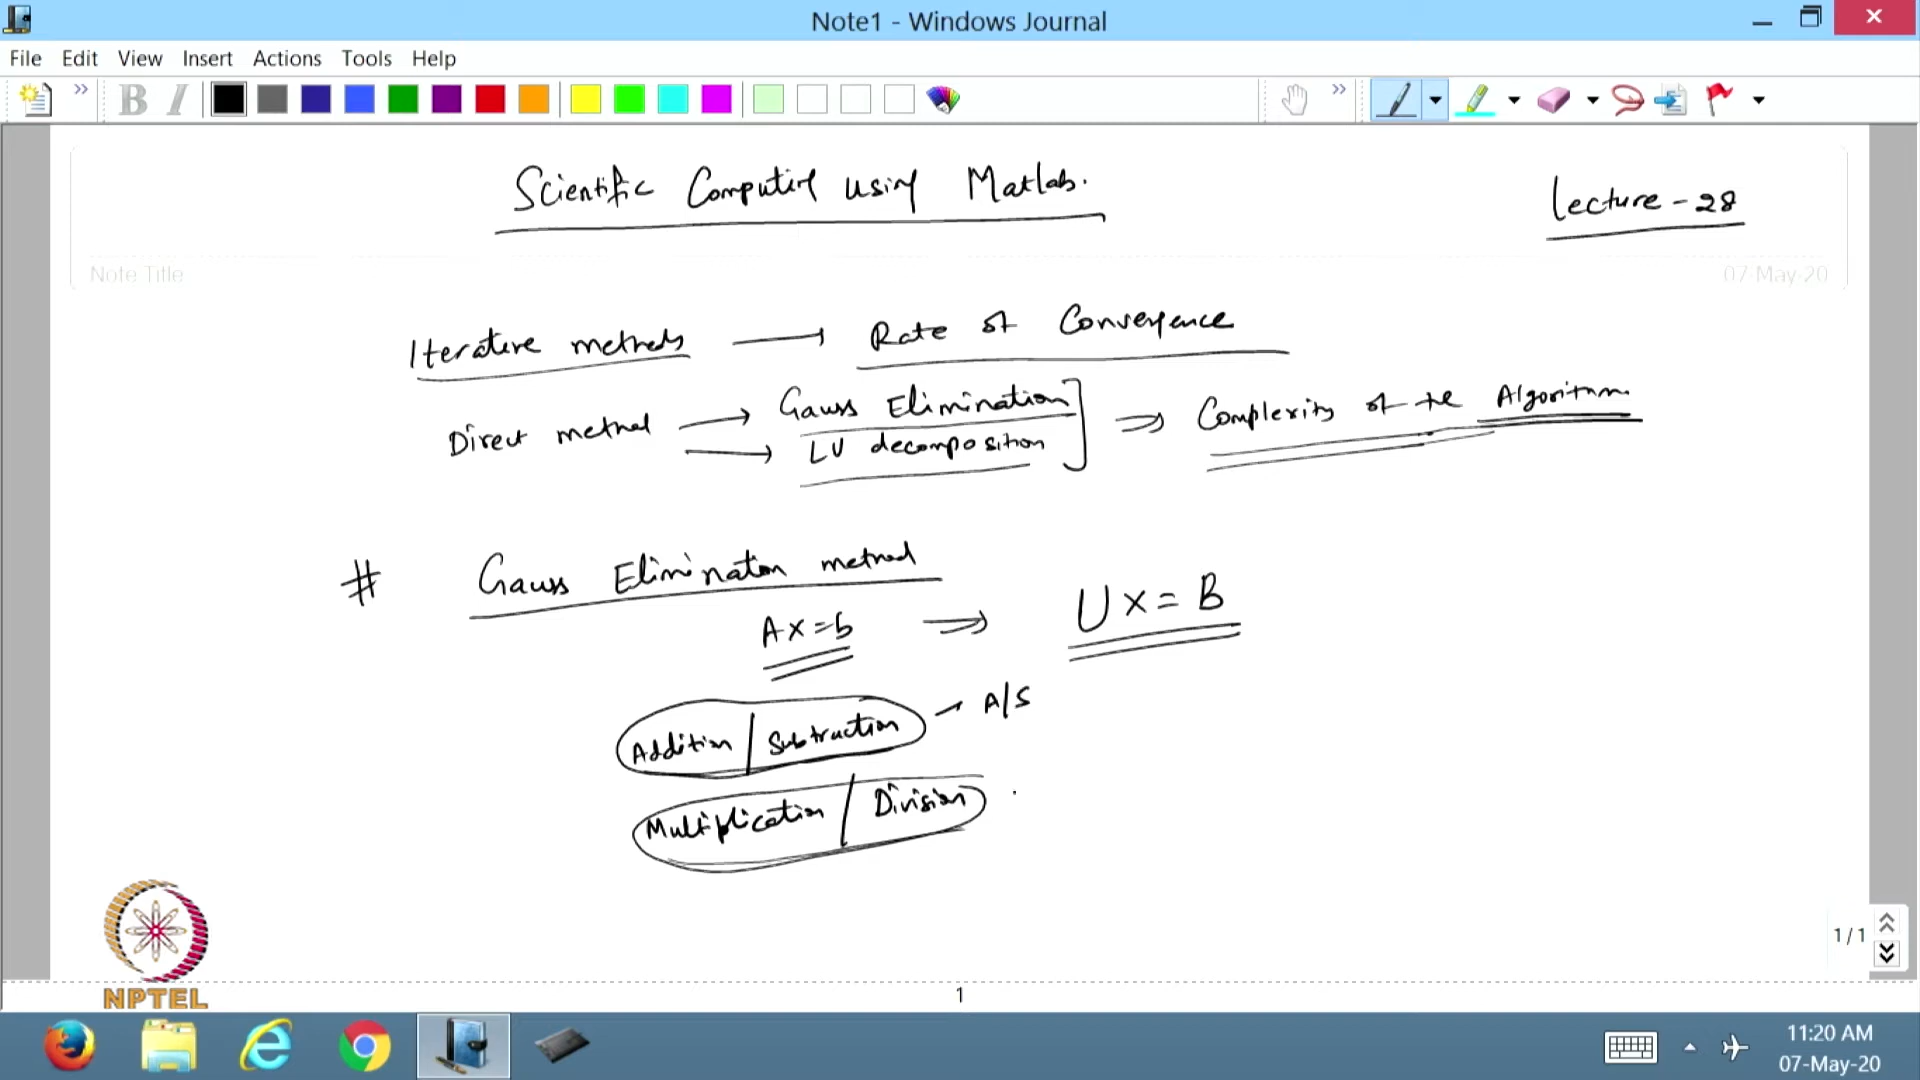 Note1 - Windows Journal
File Edit View Insert Actions Tools Help
B I
Scientific Computing using Matlab.
Lecture - 28
Note Title
07-May-20
Iterative methods → Rate of Convergence
Direct method → Gauss Elimination
→ LU decomposition
⇒ Complexity of the Algorithm
# Gauss Elimination method
Ax=b ⇒ Ux=B
Addition / Subtraction → A/S
Multiplication / Division
1 / 1
NPTEL
1
11:20 AM
07-May-20